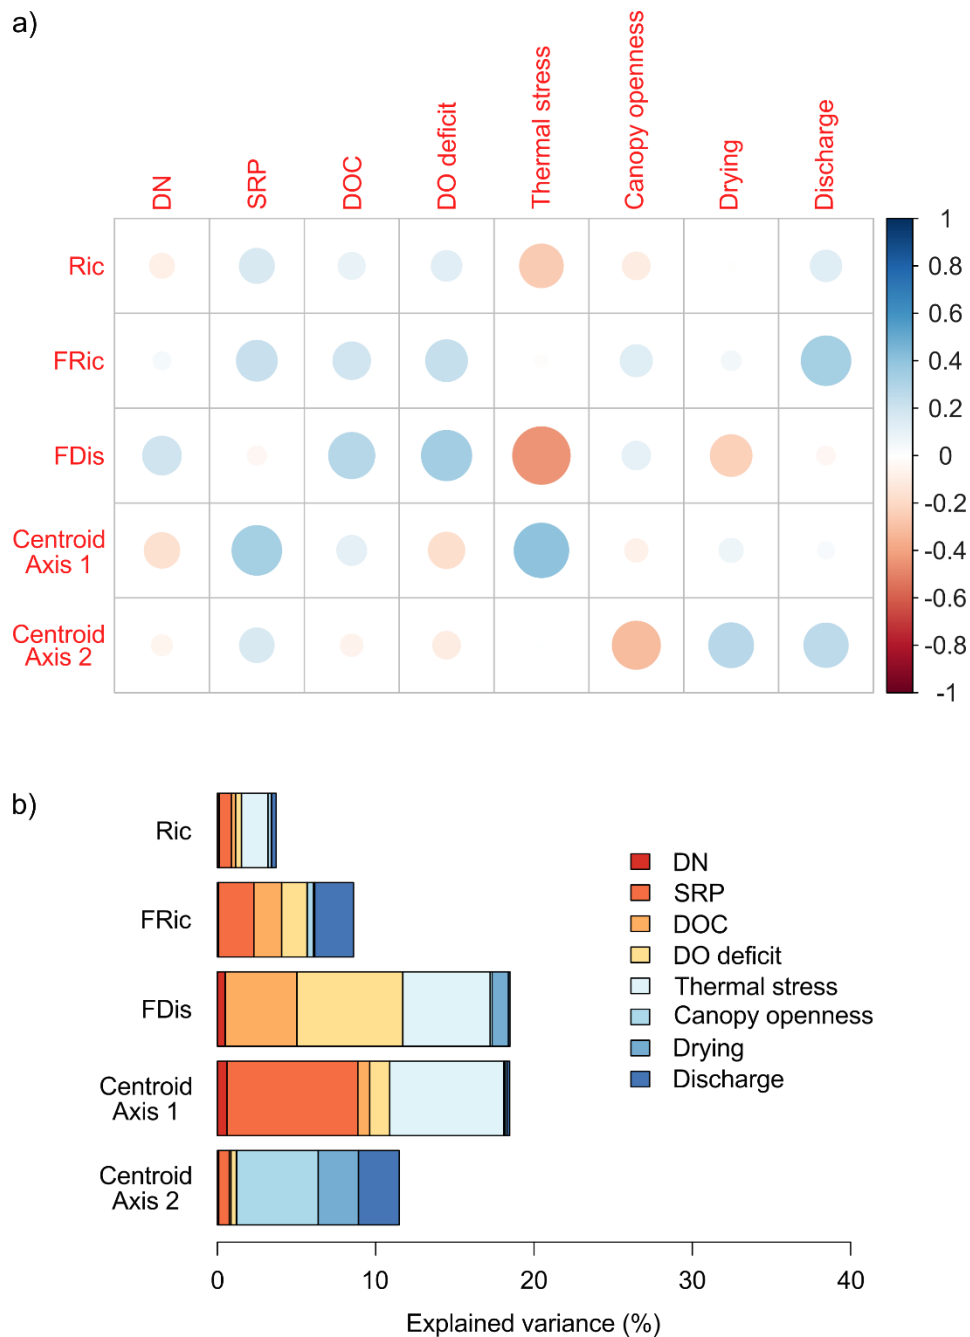 a)
DN
SRP
DOC
DO deficit
Thermal stress
Canopy openness
Drying
Discharge
Ric
FRic
FDis
Centroid
Axis 1
Centroid
Axis 2
1
0.8
0.6
0.4
0.2
0
-0.2
-0.4
-0.6
-0.8
-1
b)
Ric
FRic
FDis
Centroid
Axis 1
Centroid
Axis 2
DN
SRP
DOC
DO deficit
Thermal stress
Canopy openness
Drying
Discharge
0
10
20
30
40
Explained variance (%)